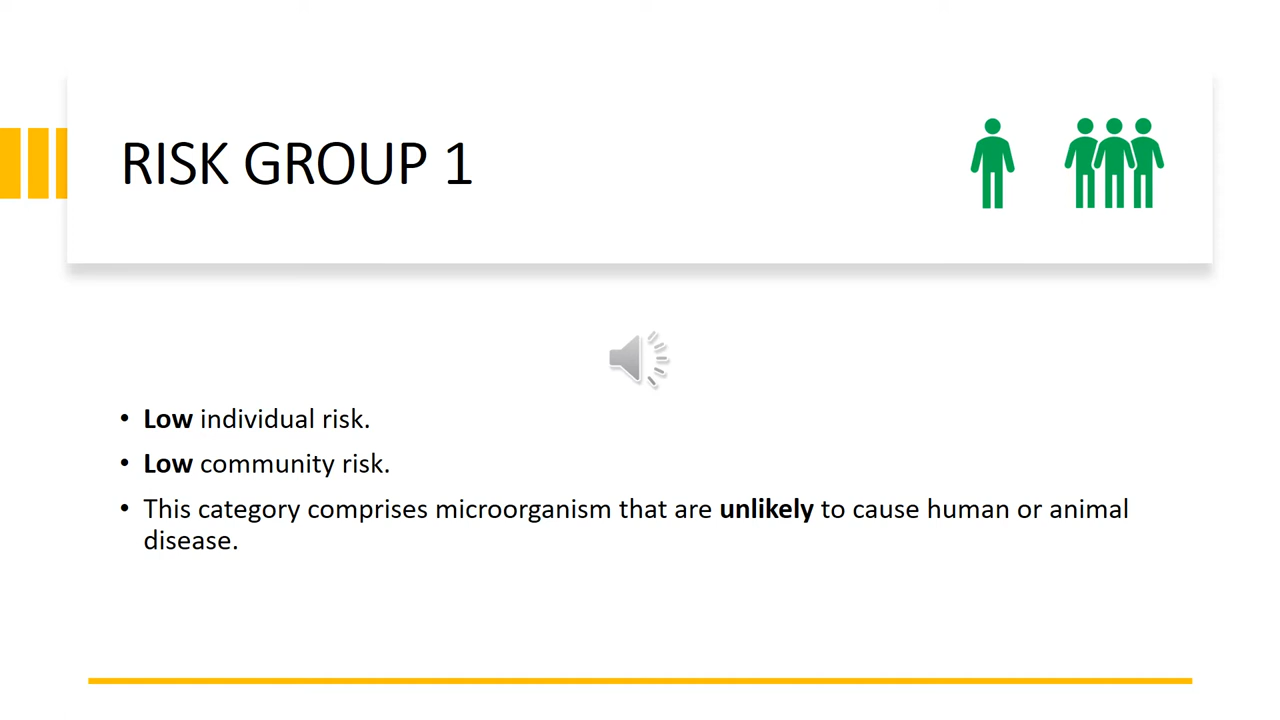 RISK GROUP 1
• Low individual risk.
• Low community risk.
• This category comprises microorganism that are unlikely to cause human or animal
disease.